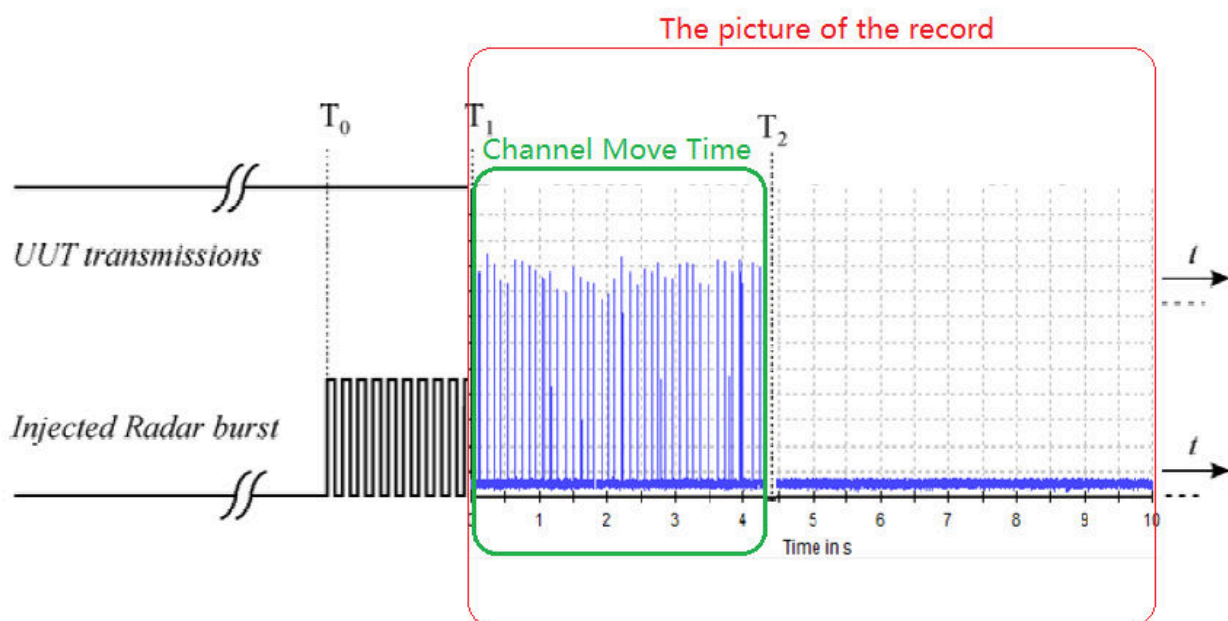 The picture of the record
T0
T1
T2
Channel Move Time
UUT transmissions
t
Injected Radar burst
t
1 2 3 4 5 6 7 8 9 10
Time in s